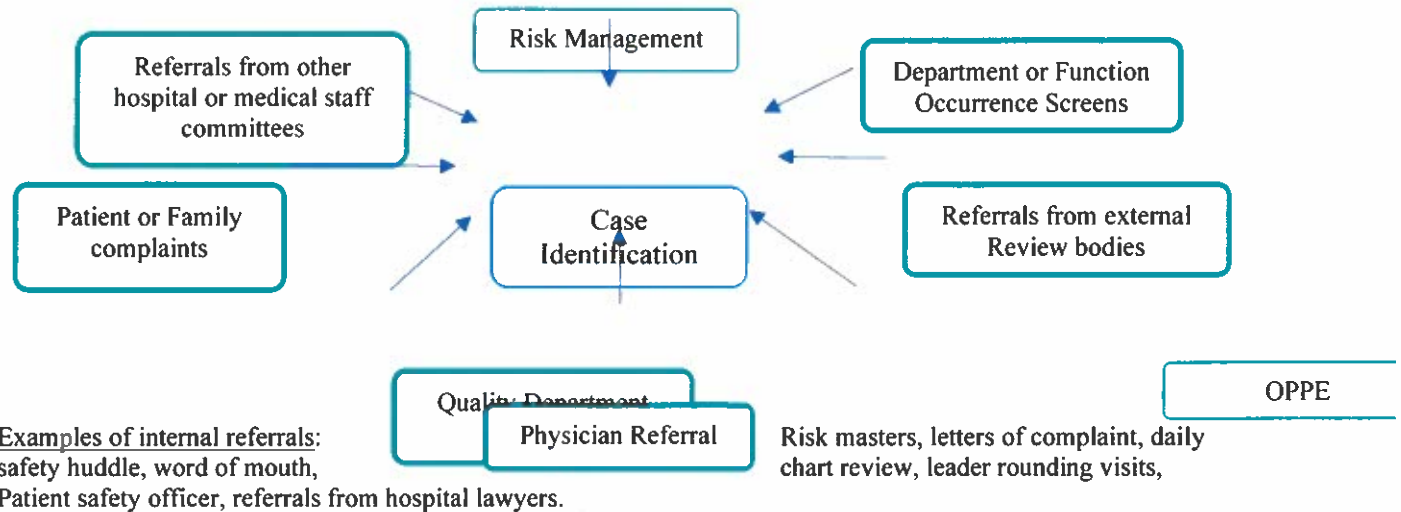 Risk Management
Referrals from other
hospital or medical staff
committees
Department or Function
Occurrence Screens
Patient or Family
complaints
Case
Identification
Referrals from external
Review bodies
OPPE
Quality Department
Physician Referral
Examples of internal referrals:
Risk masters, letters of complaint, daily
safety huddle, word of mouth,
chart review, leader rounding visits,
Patient safety officer, referrals from hospital lawyers.